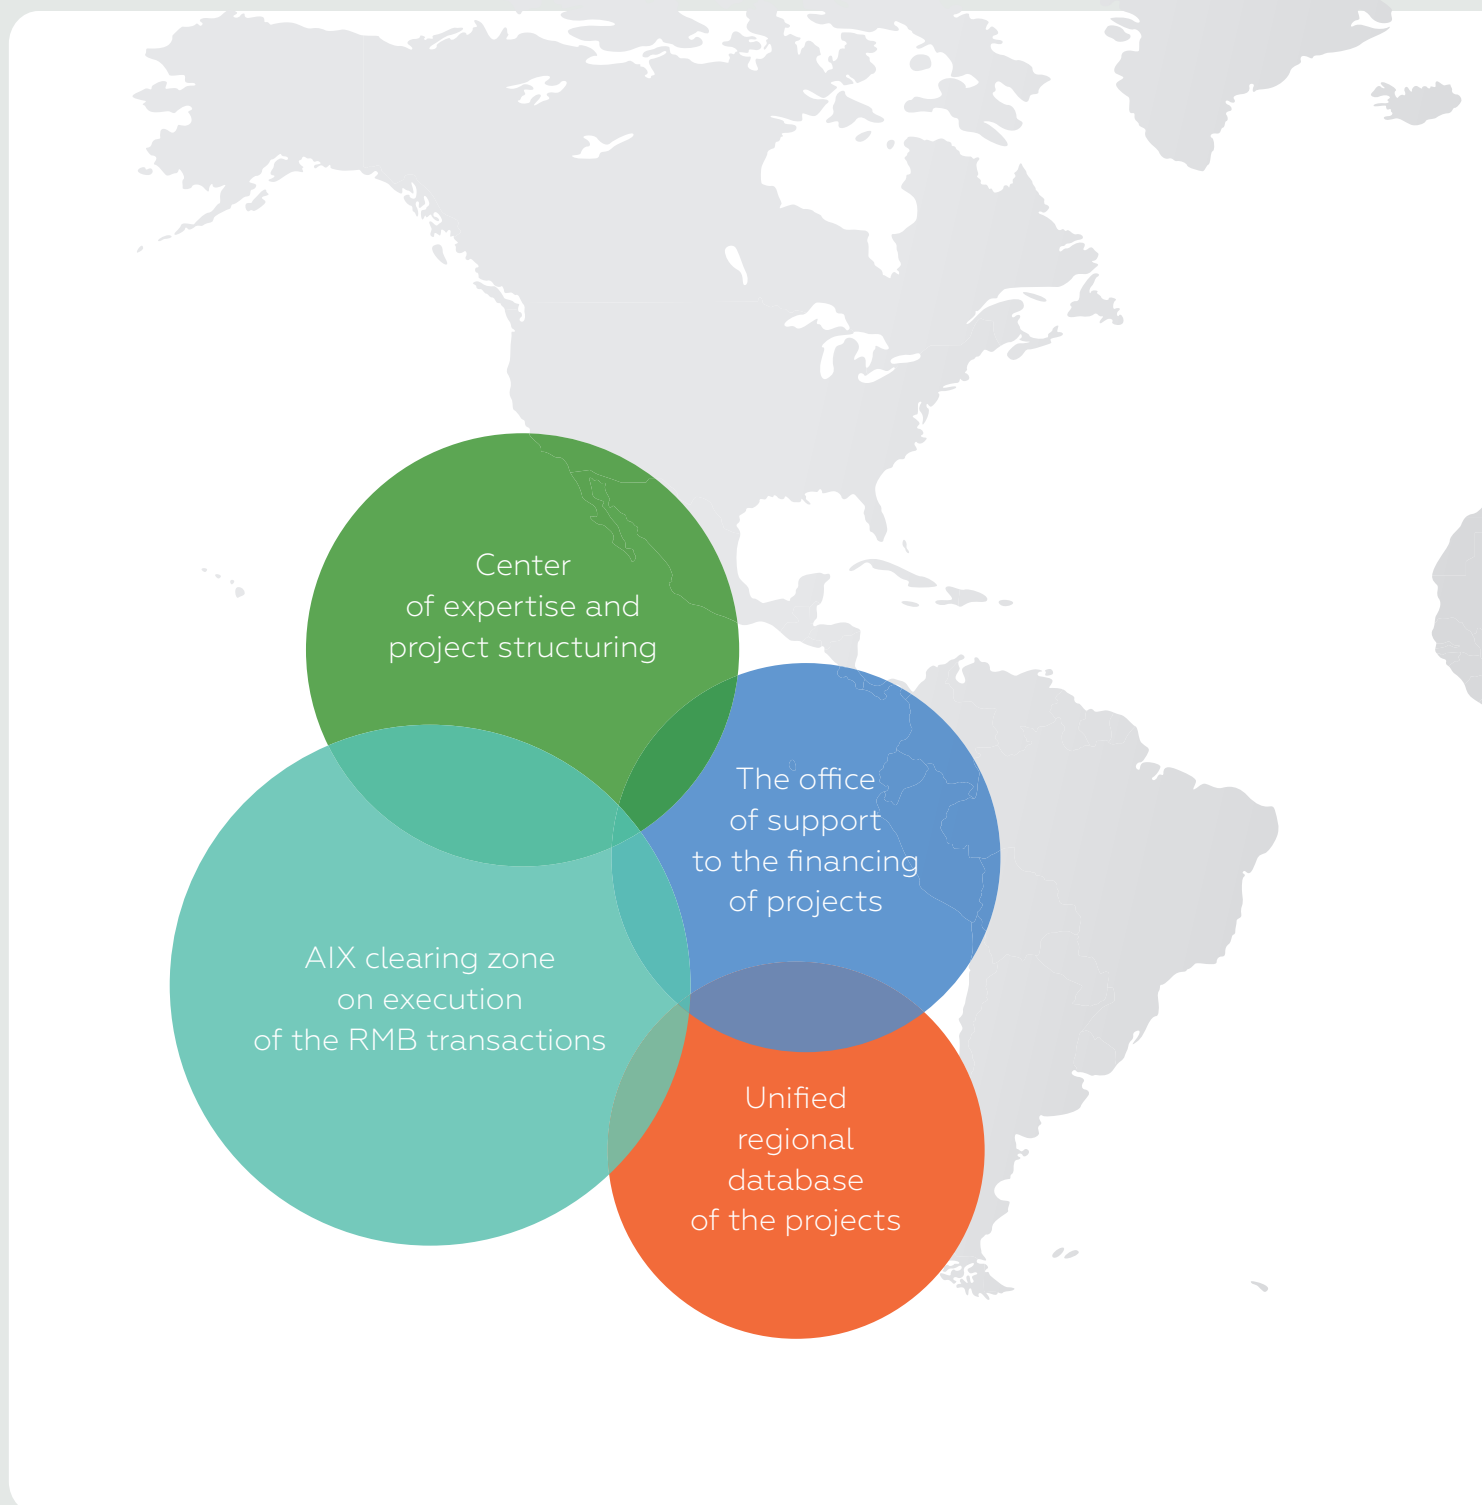 Center
of expertise and
project structuring
The office
of support
to the financing
of projects
AIX clearing zone
on execution
of the RMB transactions
Unified
regional
database
of the projects